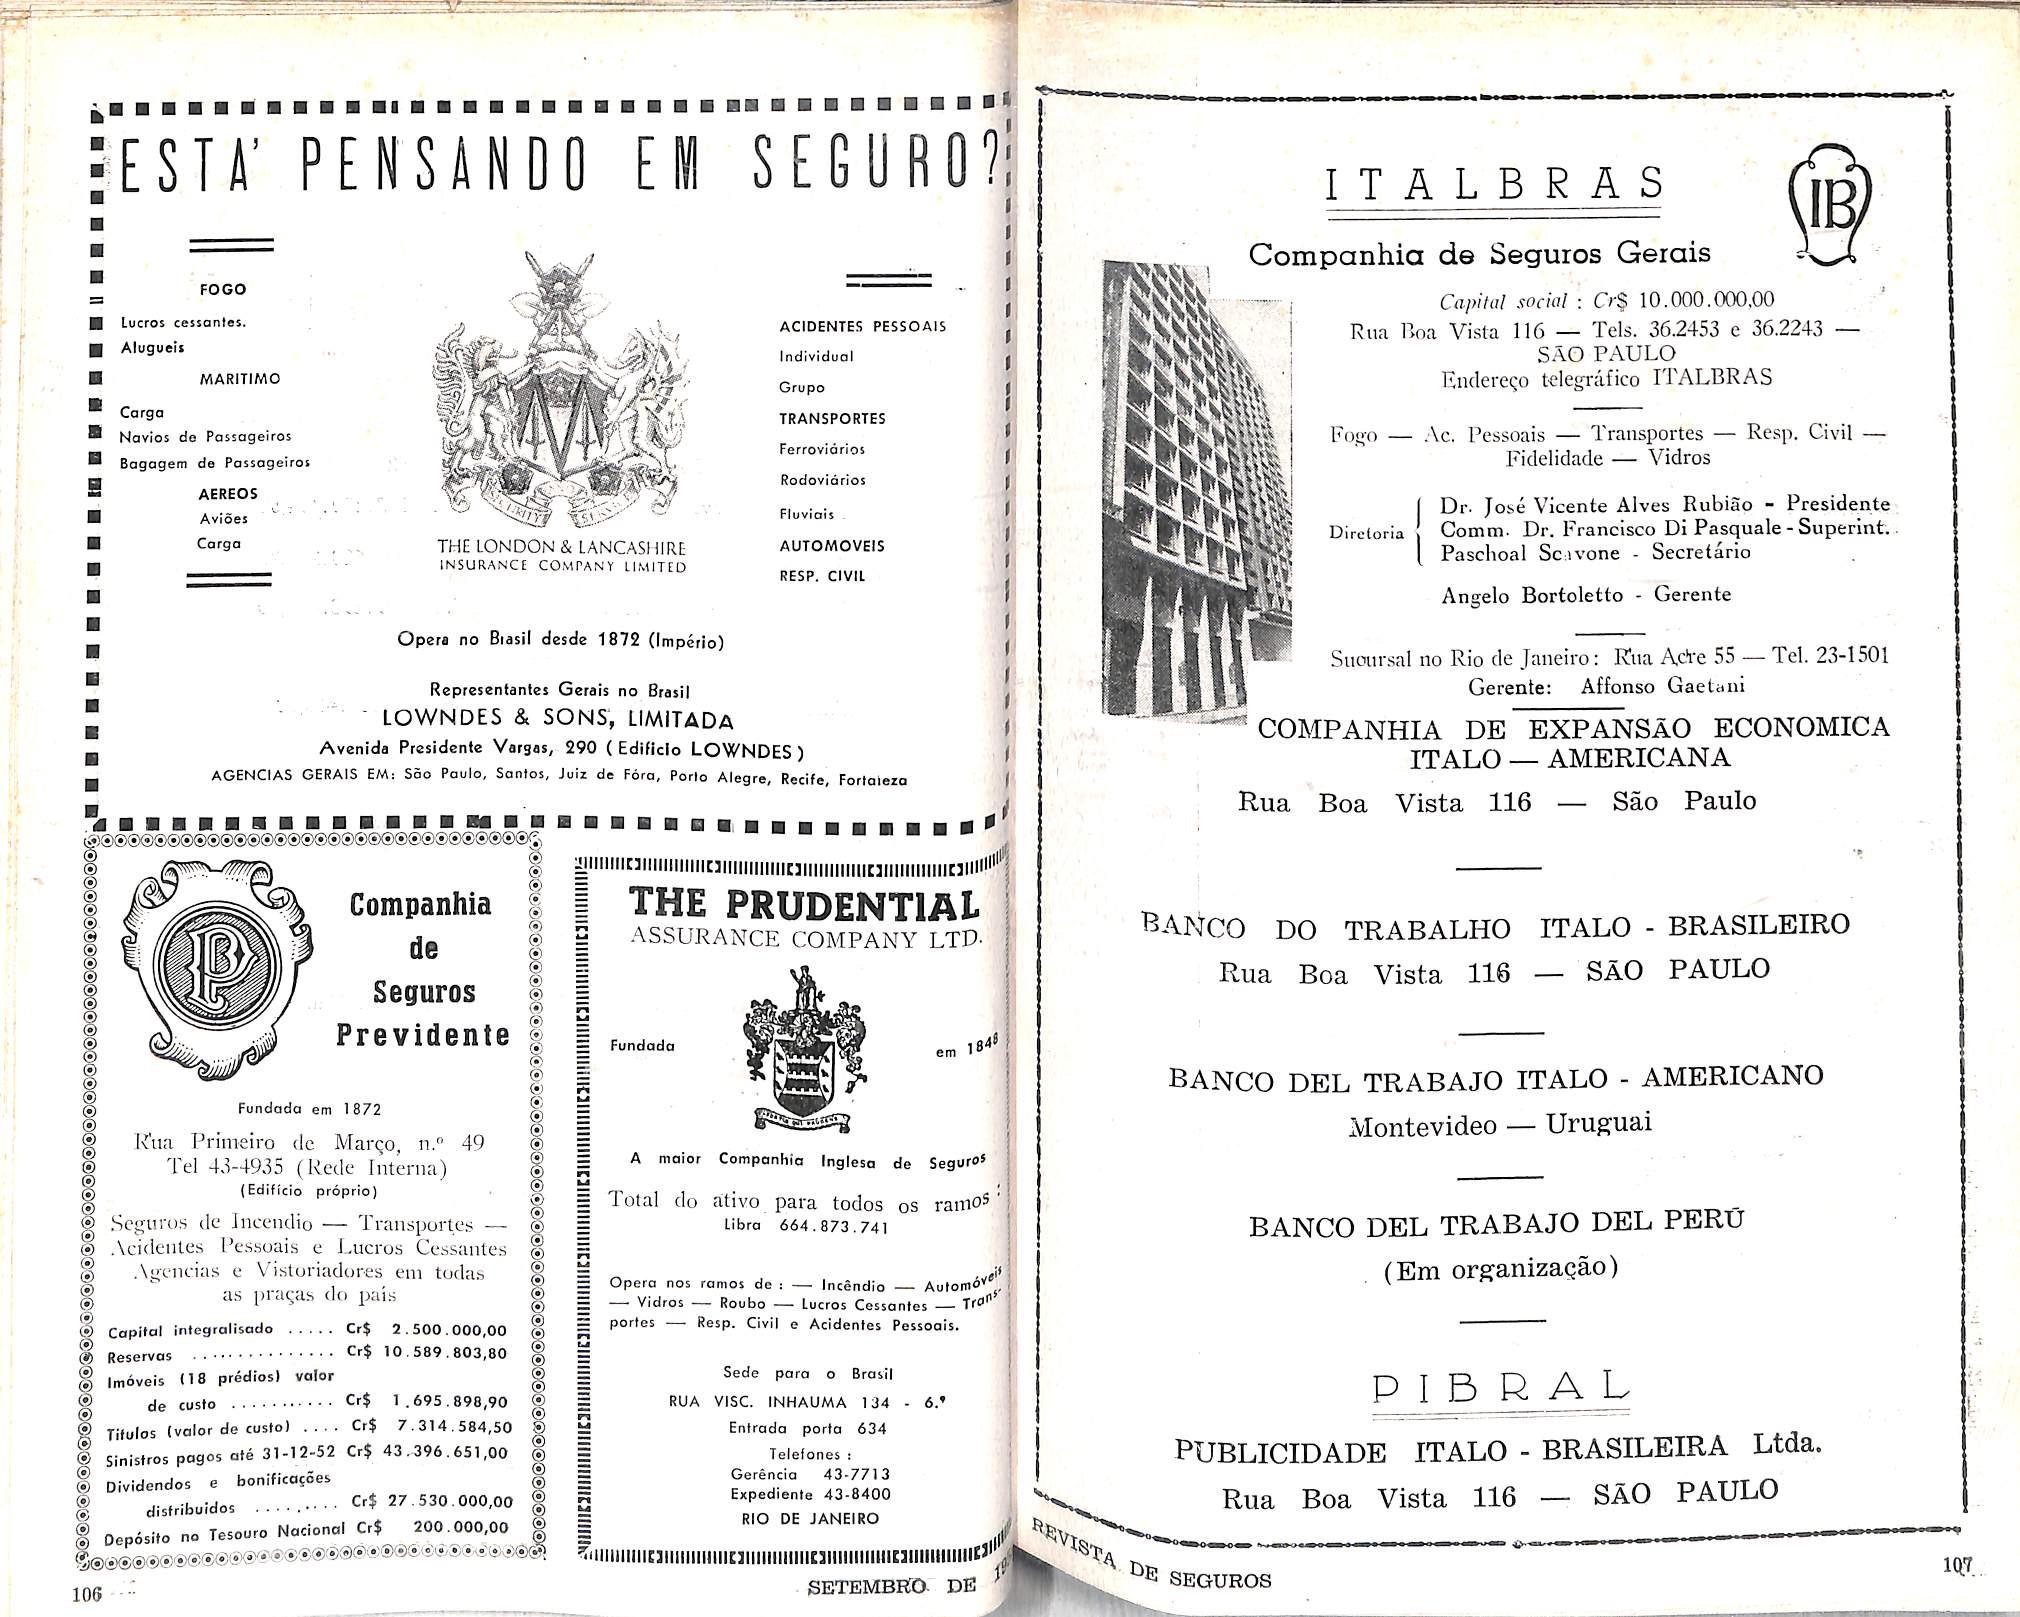 ESTA' PENSANDO EM SEGURO?
FOGO
Lucros cessantes.
Alugueis
MARITIMO
Carga
Navios de Passageiros
Bagagem de Passageiros
AEREOS
Aviões
Carga
THE LONDON & LANCASHIRE
INSURANCE COMPANY LIMITED
ACIDENTES PESSOAIS
Individual
Grupo
TRANSPORTES
Ferroviários
Rodoviários
Fluviais
AUTOMOVEIS
RESP. CIVIL
Opera no Brasil desde 1872 (Império)
Representantes Gerais no Brasil
LOWNDES & SONS, LIMITADA
Avenida Presidente Vargas, 290 (Edificio LOWNDES)
AGENCIAS GERAIS EM: São Paulo, Santos, Juiz de Fóra, Porto Alegre, Recife, Fortaleza
Companhia
de
Seguros
Previdente
Fundada em 1872
Rua Primeiro de Março, n.º 49
Tel 43-4935 (Rede Interna)
(Edifício próprio)
Seguros de Incendio — Transportes —
Acidentes Pessoais e Lucros Cessantes
Agencias e Vistoriadores em todas
as praças do país
Capital integralisado ..... Cr$ 2.500.000,00
Reservas ............... Cr$ 10.589.803,80
Imóveis (18 prédios) valor
de custo ........... Cr$ 1.695.898,90
Titulos (valor de custo) .... Cr$ 7.314.584,50
Sinistros pagos até 31-12-52 Cr$ 43.396.651,00
Dividendos e bonificações
distribuidos ......... Cr$ 27.530.000,00
Depósito no Tesouro Nacional Cr$ 200.000,00
THE PRUDENTIAL
ASSURANCE COMPANY LTD.
Fundada em 1848
A maior Companhia Inglesa de Seguros
Total do ativo para todos os ramos :
Libra 664.873.741
Opera nos ramos de : — Incêndio — Automóveis
— Vidros — Roubo — Lucros Cessantes — Trans-
portes — Resp. Civil e Acidentes Pessoais.
Sede para o Brasil
RUA VISC. INHAUMA 134 - 6.º
Entrada porta 634
Telefones :
Gerência 43-7713
Expediente 43-8400
RIO DE JANEIRO
106
SETEMBRO DE
ITALBRAS
IB
Companhia de Seguros Gerais
Capital social : Cr$ 10.000.000,00
Rua Boa Vista 116 — Tels. 36.2453 e 36.2243 —
SÃO PAULO
Endereço telegráfico ITALBRAS
Fogo — Ac. Pessoais — Transportes — Resp. Civil —
Fidelidade — Vidros
Diretoria
Dr. José Vicente Alves Rubião - Presidente
Comm. Dr. Francisco Di Pasquale - Superint.
Paschoal Scavone - Secretário
Angelo Bortoletto - Gerente
Sucursal no Rio de Janeiro: Rua Acre 55 — Tel. 23-1501
Gerente: Affonso Gaetani
COMPANHIA DE EXPANSÃO ECONOMICA
ITALO — AMERICANA
Rua Boa Vista 116 — São Paulo
BANCO DO TRABALHO ITALO - BRASILEIRO
Rua Boa Vista 116 — SÃO PAULO
BANCO DEL TRABAJO ITALO - AMERICANO
Montevideo — Uruguai
BANCO DEL TRABAJO DEL PERÚ
(Em organização)
PIBRAL
PUBLICIDADE ITALO - BRASILEIRA Ltda.
Rua Boa Vista 116 — SÃO PAULO
REVISTA DE SEGUROS
107